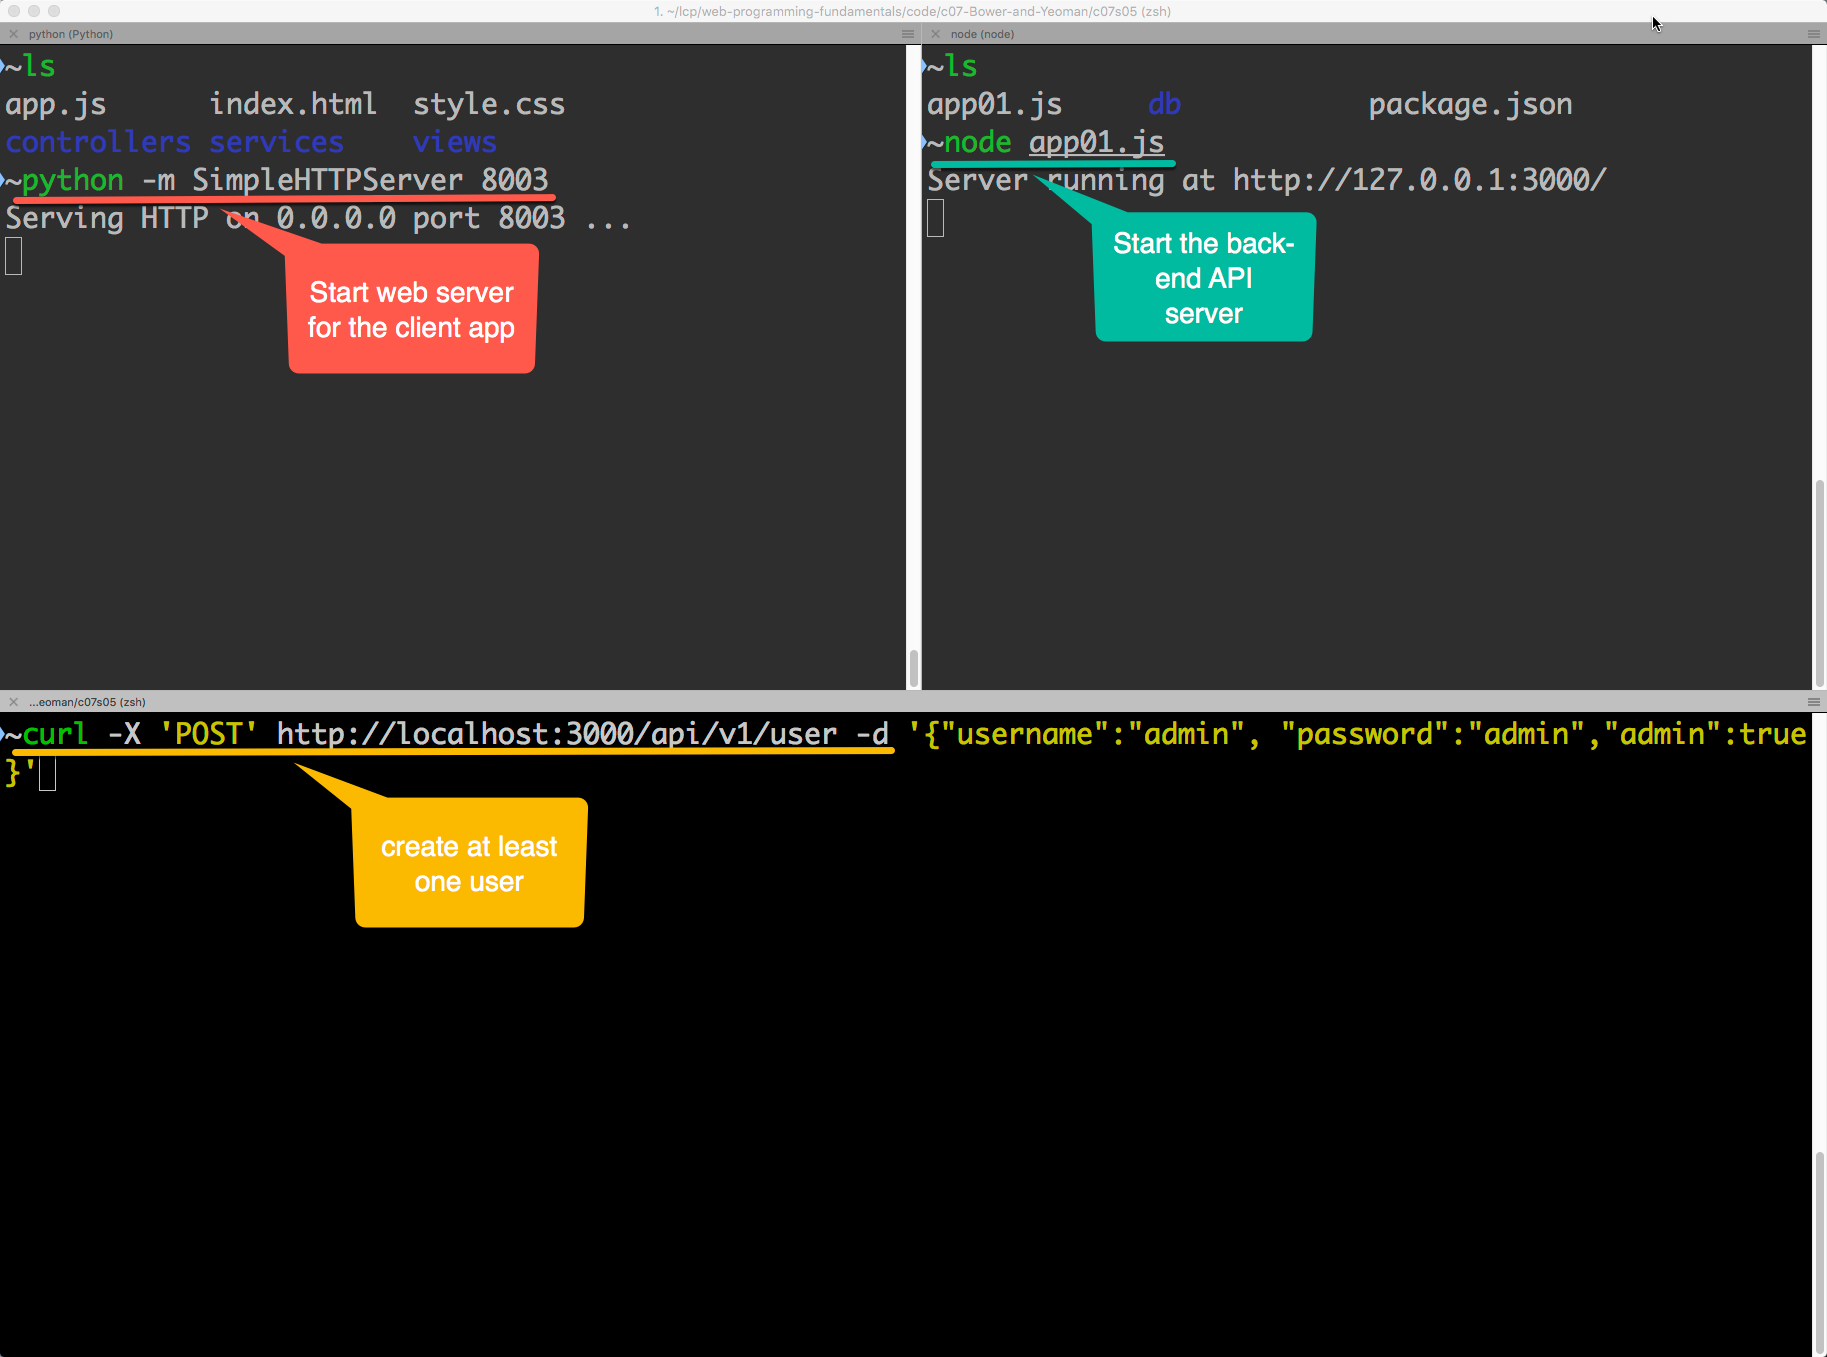 1. ~/lcp/web-programming-fundamentals/code/c07-Bower-and-Yeoman/c07s05 (zsh)
python (Python)
~ls
app.js index.html style.css
controllers services views
~python -m SimpleHTTPServer 8003
Serving HTTP on 0.0.0.0 port 8003 ...
Start web server
for the client app
node (node)
~ls
app01.js db package.json
~node app01.js
Server running at http://127.0.0.1:3000/
Start the back-
end API
server
...eoman/c07s05 (zsh)
~curl -X 'POST' http://localhost:3000/api/v1/user -d '{"username":"admin", "password":"admin","admin":true
}'
create at least
one user